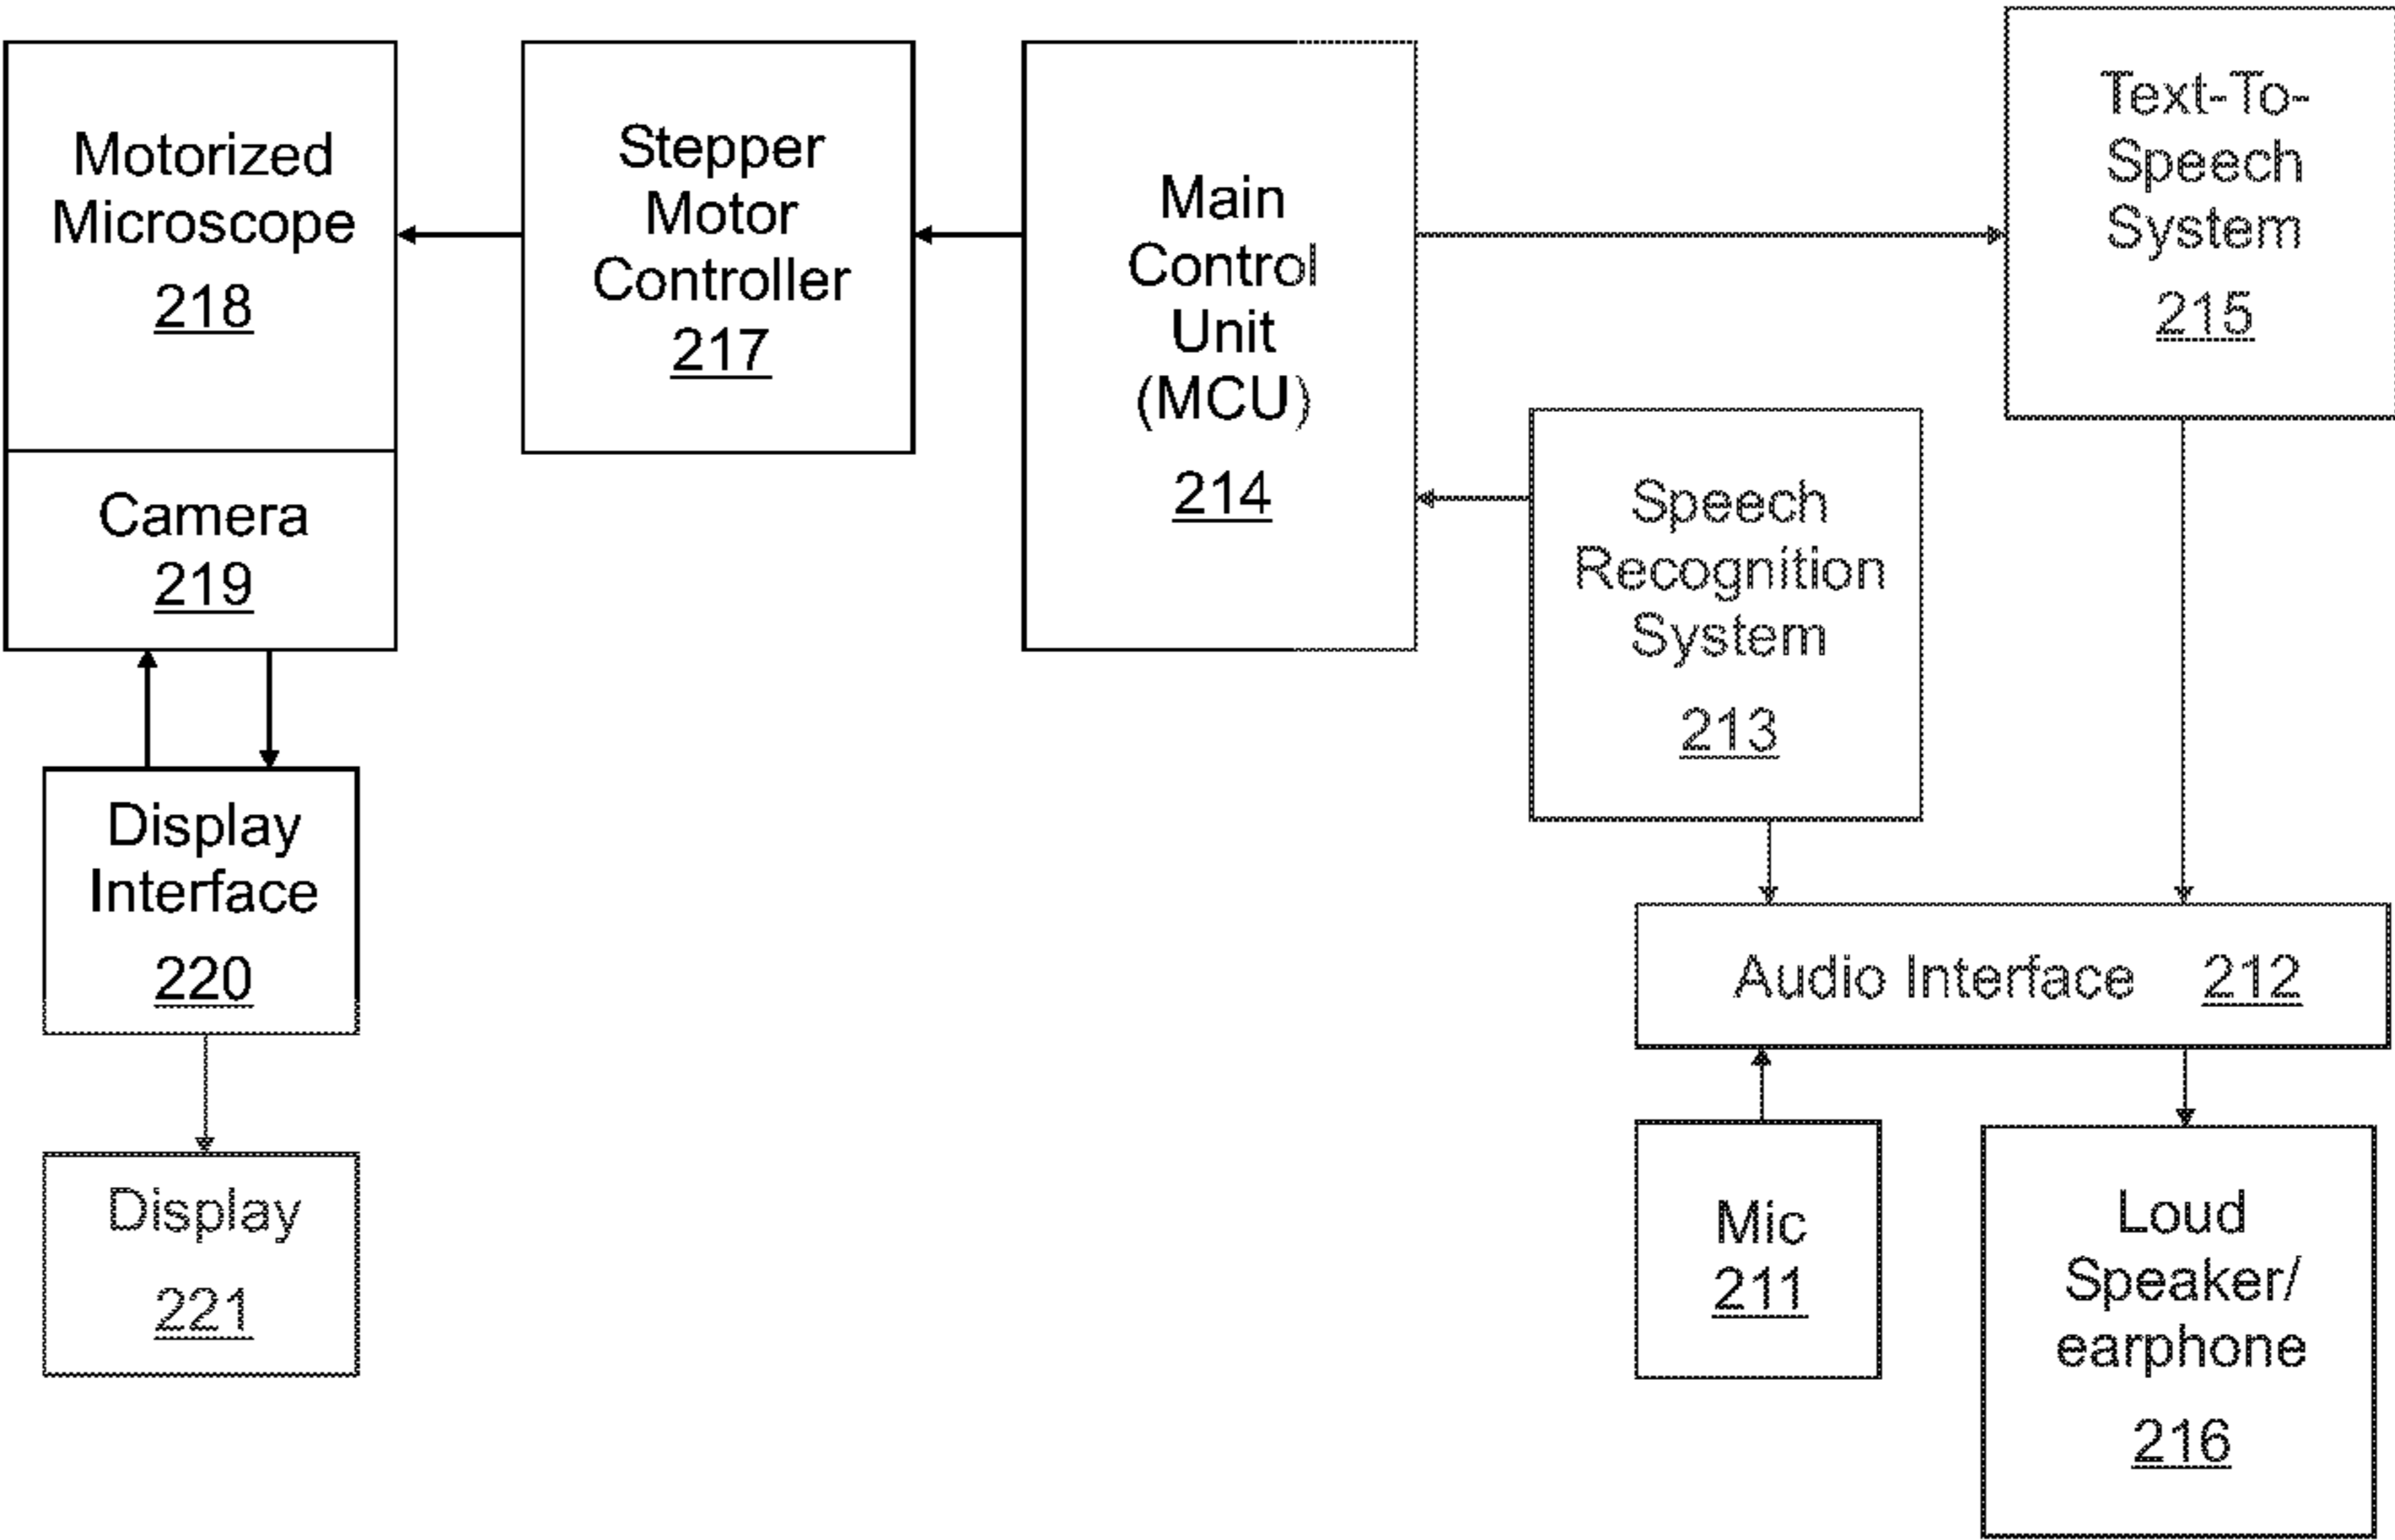 Motorized
Microscope
218
Camera
219
Stepper
Motor
Controller
217
Main
Control
Unit
(MCU)
214
Text-To-
Speech
System
215
Speech
Recognition
System
213
Display
Interface
220
Audio Interface 212
Display
221
Mic
211
Loud
Speaker/
earphone
216